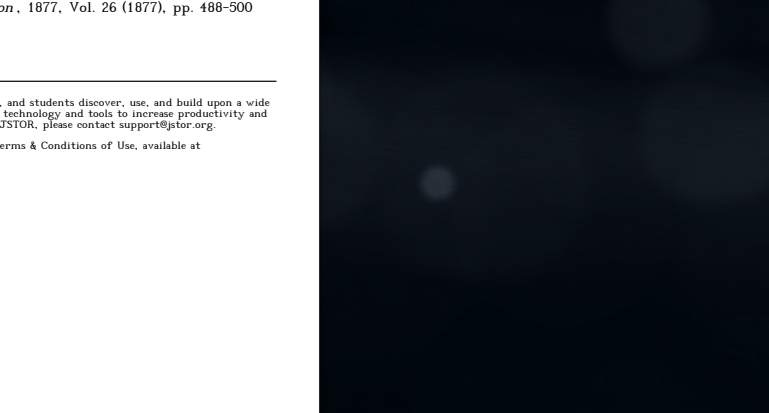 on, 1877, Vol. 26 (1877), pp. 488-500
, and students discover, use, and build upon a wide
technology and tools to increase productivity and
JSTOR, please contact support@jstor.org.
erms & Conditions of Use, available at